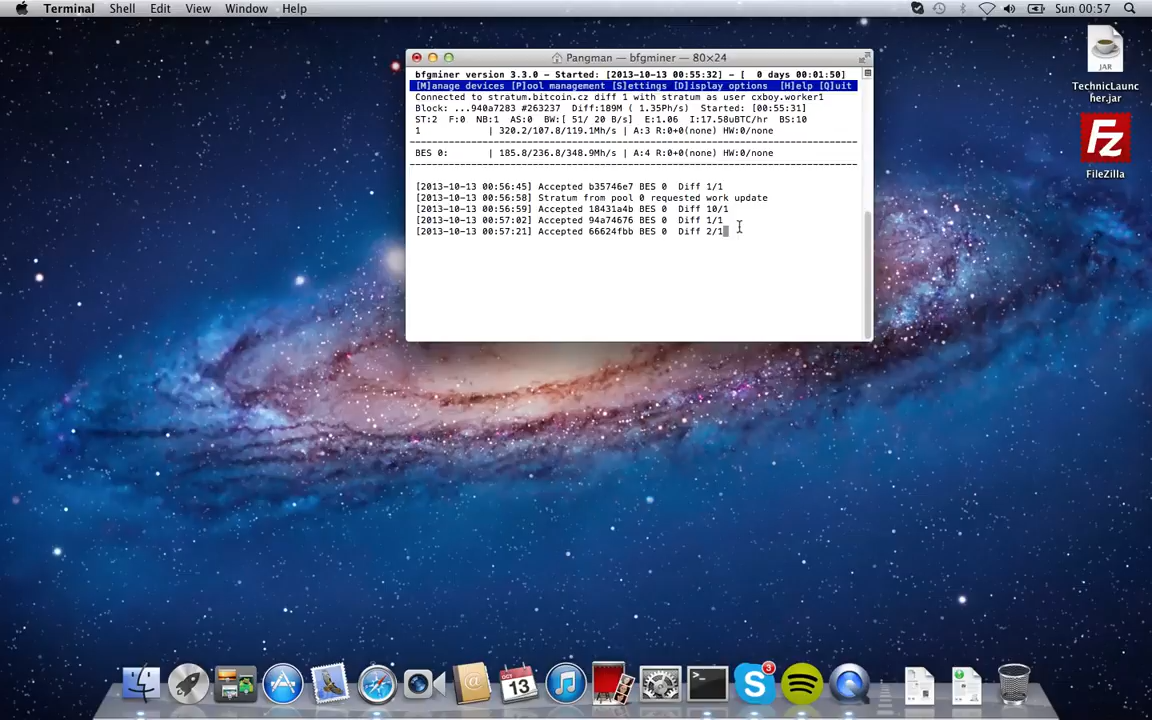 Terminal Shell Edit View Window Help Sun 00:57
Pangman — bfgminer — 80×24
bfgminer version 3.3.0 - Started: [2013-10-13 00:55:32] - [  0 days 00:01:50]
[M]anage devices [P]ool management [S]ettings [D]isplay options  [H]elp [Q]uit
Connected to stratum.bitcoin.cz diff 1 with stratum as user cxboy.worker1
Block: ...940a7283 #263237  Diff:189M ( 1.35Ph/s)  Started: [00:55:31]
ST:2  F:0  NB:1  AS:0  BW:[ 51/ 20 B/s]  E:1.06  I:17.58uBTC/hr  BS:10
1         | 320.2/107.8/119.1Mh/s | A:3 R:0+0(none) HW:0/none
BES 0:    | 185.8/236.8/348.9Mh/s | A:4 R:0+0(none) HW:0/none
[2013-10-13 00:56:45] Accepted b35746e7 BES 0  Diff 1/1
[2013-10-13 00:56:58] Stratum from pool 0 requested work update
[2013-10-13 00:56:59] Accepted 18431a4b BES 0  Diff 10/1
[2013-10-13 00:57:02] Accepted 94a74676 BES 0  Diff 1/1
[2013-10-13 00:57:21] Accepted 66624fbb BES 0  Diff 2/1
JAR
TechnicLaunc
her.jar
FileZilla
OCT
13
3